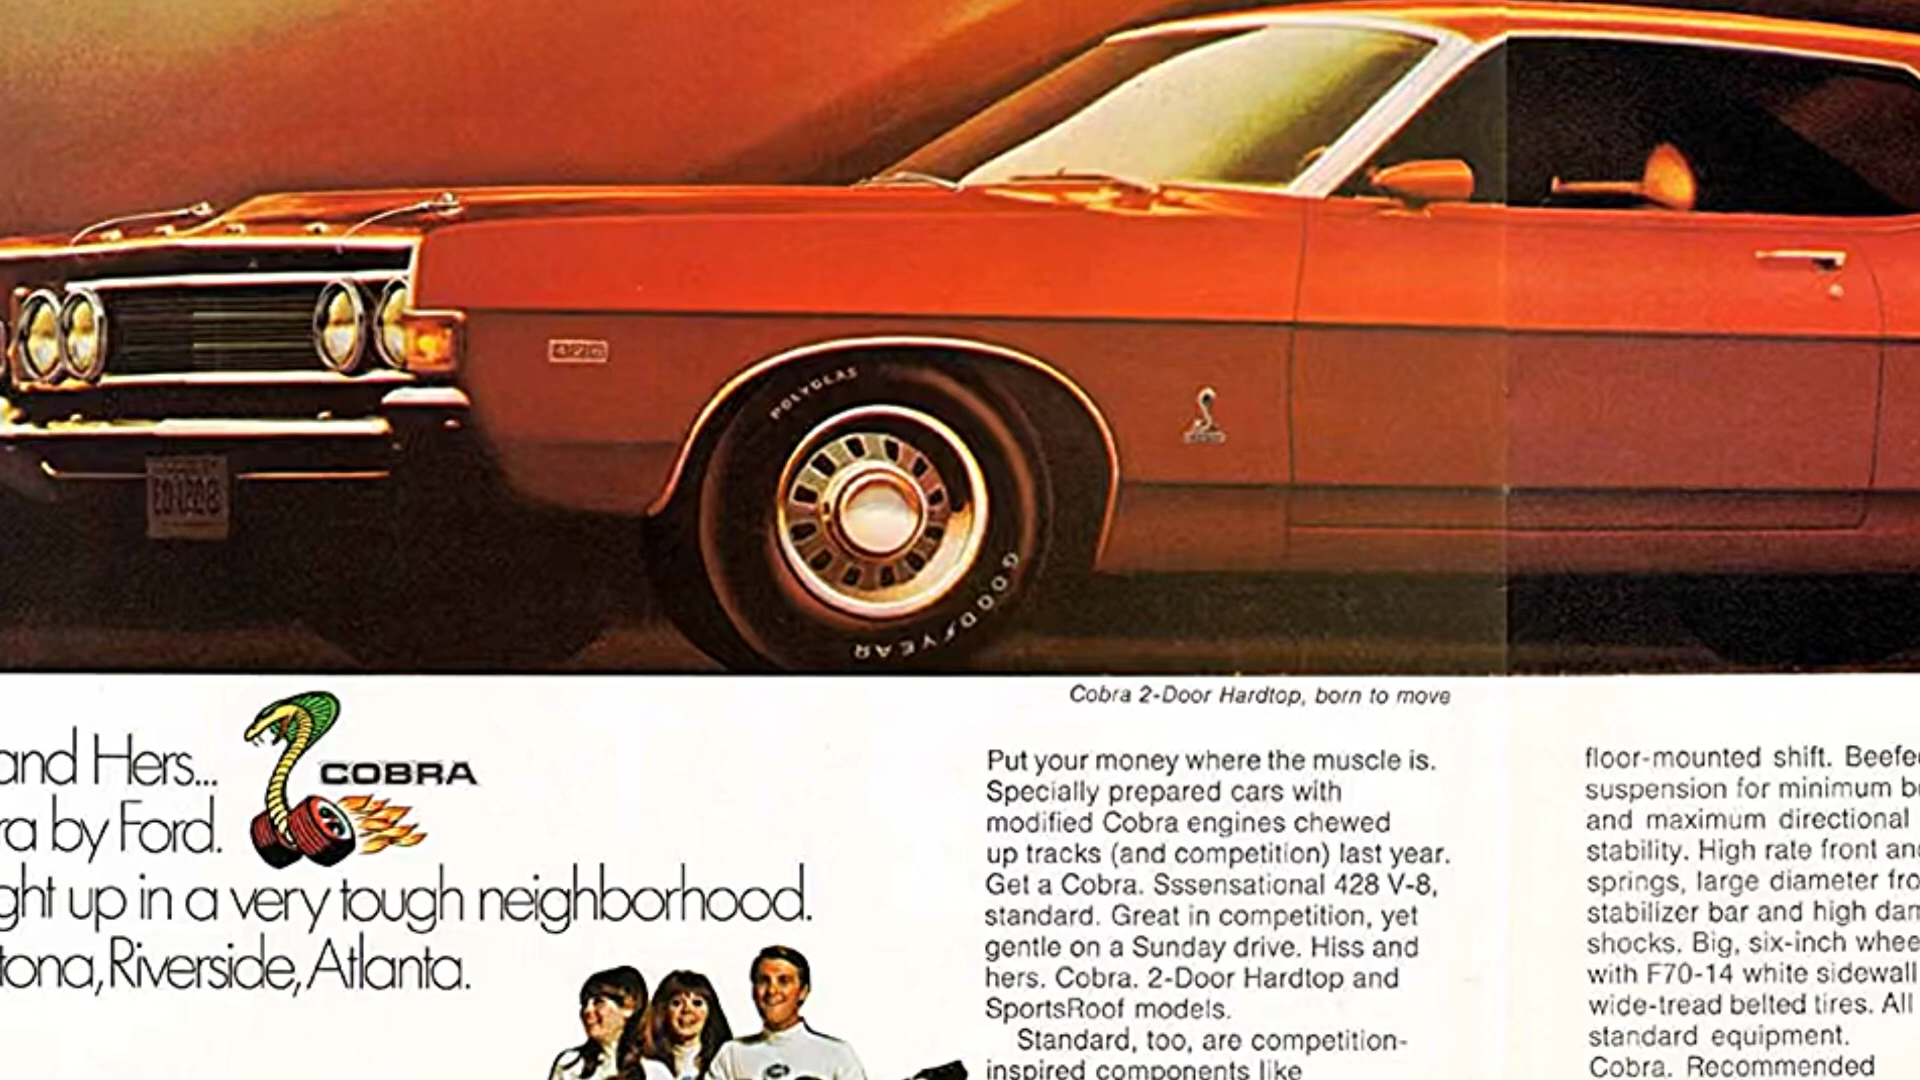 428
POLYGLAS
GOODYEAR
Cobra 2-Door Hardtop, born to move
and Hers...
COBRA
ra by Ford.
ght up in a very tough neighborhood.
tona, Riverside, Atlanta.
Put your money where the muscle is.
Specially prepared cars with
modified Cobra engines chewed
up tracks (and competition) last year.
Get a Cobra. Sssensational 428 V-8,
standard. Great in competition, yet
gentle on a Sunday drive. Hiss and
hers. Cobra. 2-Door Hardtop and
SportsRoof models.
Standard, too, are competition-
inspired components like
floor-mounted shift. Beefe
suspension for minimum b
and maximum directional
stability. High rate front an
springs, large diameter fro
stabilizer bar and high dam
shocks. Big, six-inch whee
with F70-14 white sidewall
wide-tread belted tires. All
standard equipment.
Cobra. Recommended